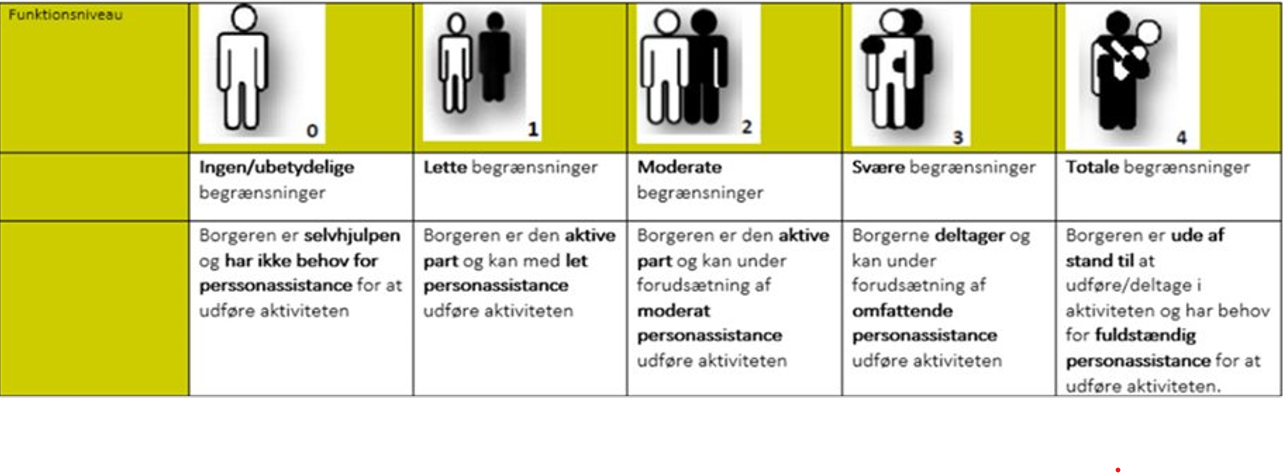 Funktionsniveau
0
1
2
3
4
Ingen/ubetydelige
begrænsninger
Lette begrænsninger
Moderate
begrænsninger
Svære begrænsninger
Totale begrænsninger
Borgeren er selvhjulpen
og har ikke behov for
perssonassistance for at
udføre aktiviteten
Borgeren er den aktive
part og kan med let
personassistance
udføre aktiviteten
Borgeren er den aktive
part og kan under
forudsætning af
moderat
personassistance
udføre aktiviteten
Borgerne deltager og
kan under
forudsætning af
omfattende
personassistance
udføre aktiviteten
Borgeren er ude af
stand til at
udføre/deltage i
aktiviteten og har behov
for fuldstændig
personassistance for at
udføre aktiviteten.